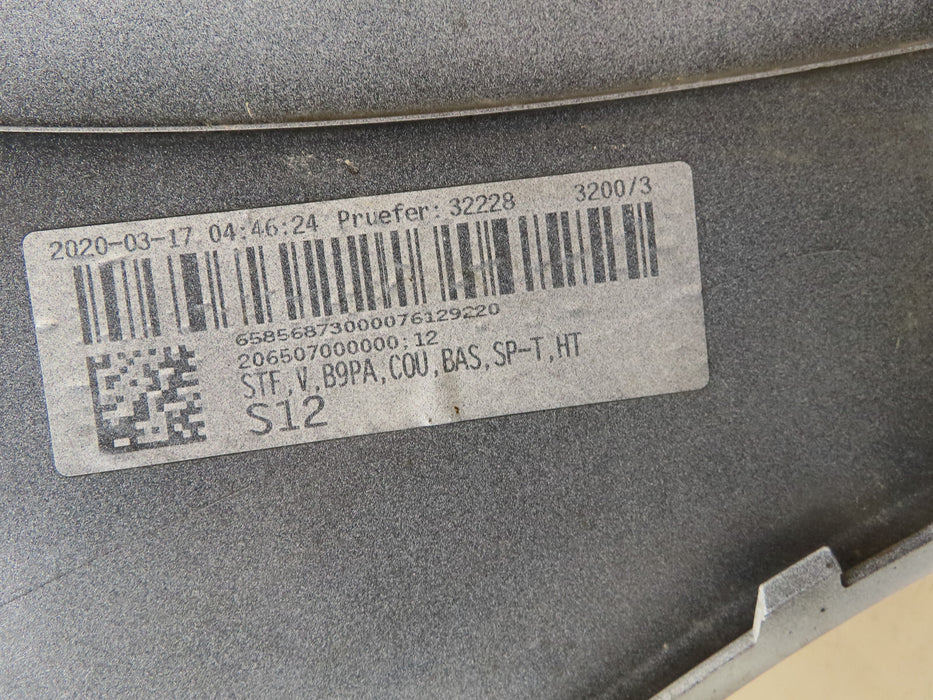 2020-03-17 04:46:24 Pruefer: 32228 3200/3
65856873000076129220
206507000000;12
STF,V,B9PA,COU,BAS,SP-T,HT
S12